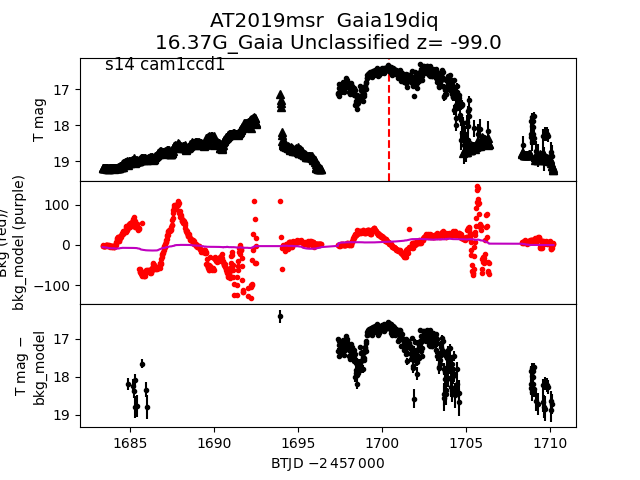 AT2019msr Gaia19diq
16.37G_Gaia Unclassified z= -99.0
s14 cam1ccd1
T mag
17
18
19
Bkg (red)/
bkg_model (purple)
100
0
−100
T mag −
bkg_model
17
18
19
1685 1690 1695 1700 1705 1710
BTJD −2 457 000